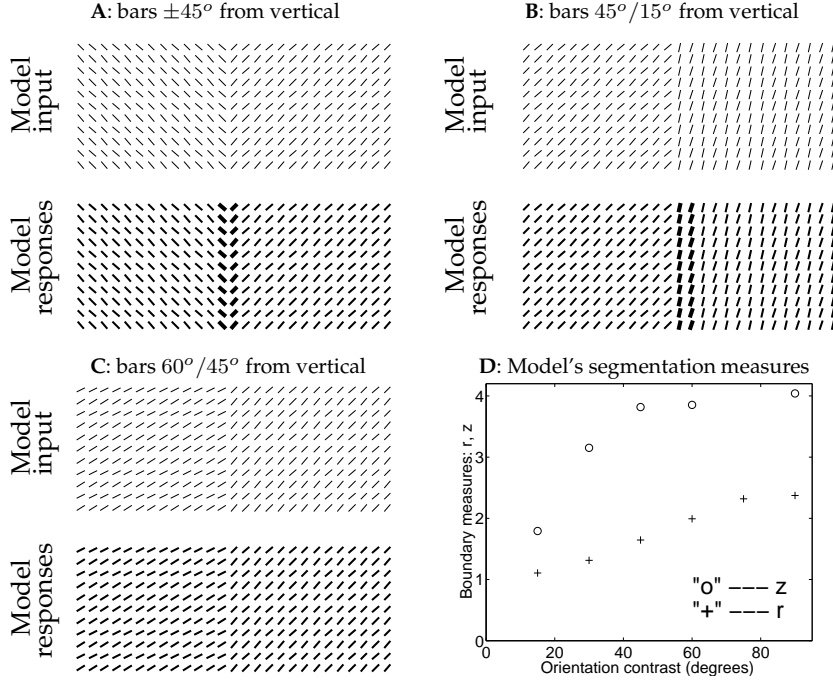 A: bars ±45° from vertical
Model input
Model responses
B: bars 45°/15° from vertical
Model input
Model responses
C: bars 60°/45° from vertical
Model input
Model responses
D: Model's segmentation measures
Boundary measures: r, z
4
3
2
1
0
0 20 40 60 80
Orientation contrast (degrees)
"o" --- z
"+" --- r